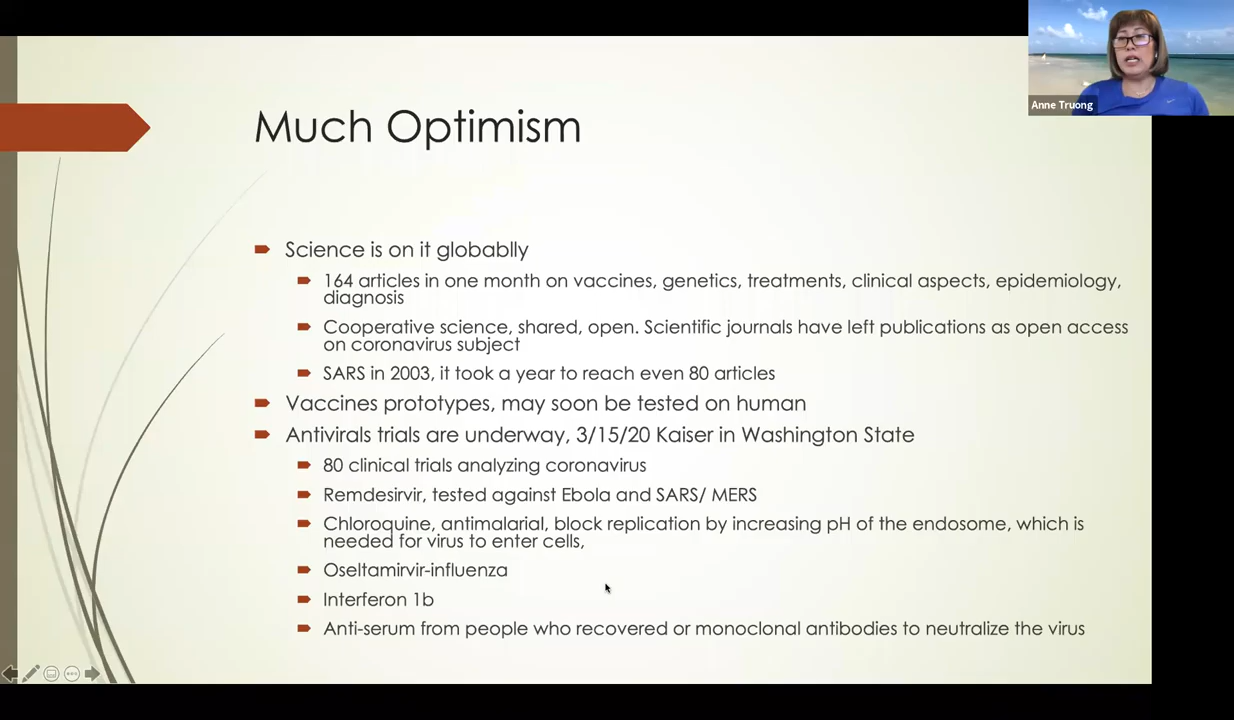 Anne Truong
Much Optimism
Science is on it globablly
164 articles in one month on vaccines, genetics, treatments, clinical aspects, epidemiology,
diagnosis
Cooperative science, shared, open. Scientific journals have left publications as open access
on coronavirus subject
SARS in 2003, it took a year to reach even 80 articles
Vaccines prototypes, may soon be tested on human
Antivirals trials are underway, 3/15/20 Kaiser in Washington State
80 clinical trials analyzing coronavirus
Remdesirvir, tested against Ebola and SARS/ MERS
Chloroquine, antimalarial, block replication by increasing pH of the endosome, which is
needed for virus to enter cells,
Oseltamirvir-influenza
Interferon 1b
Anti-serum from people who recovered or monoclonal antibodies to neutralize the virus